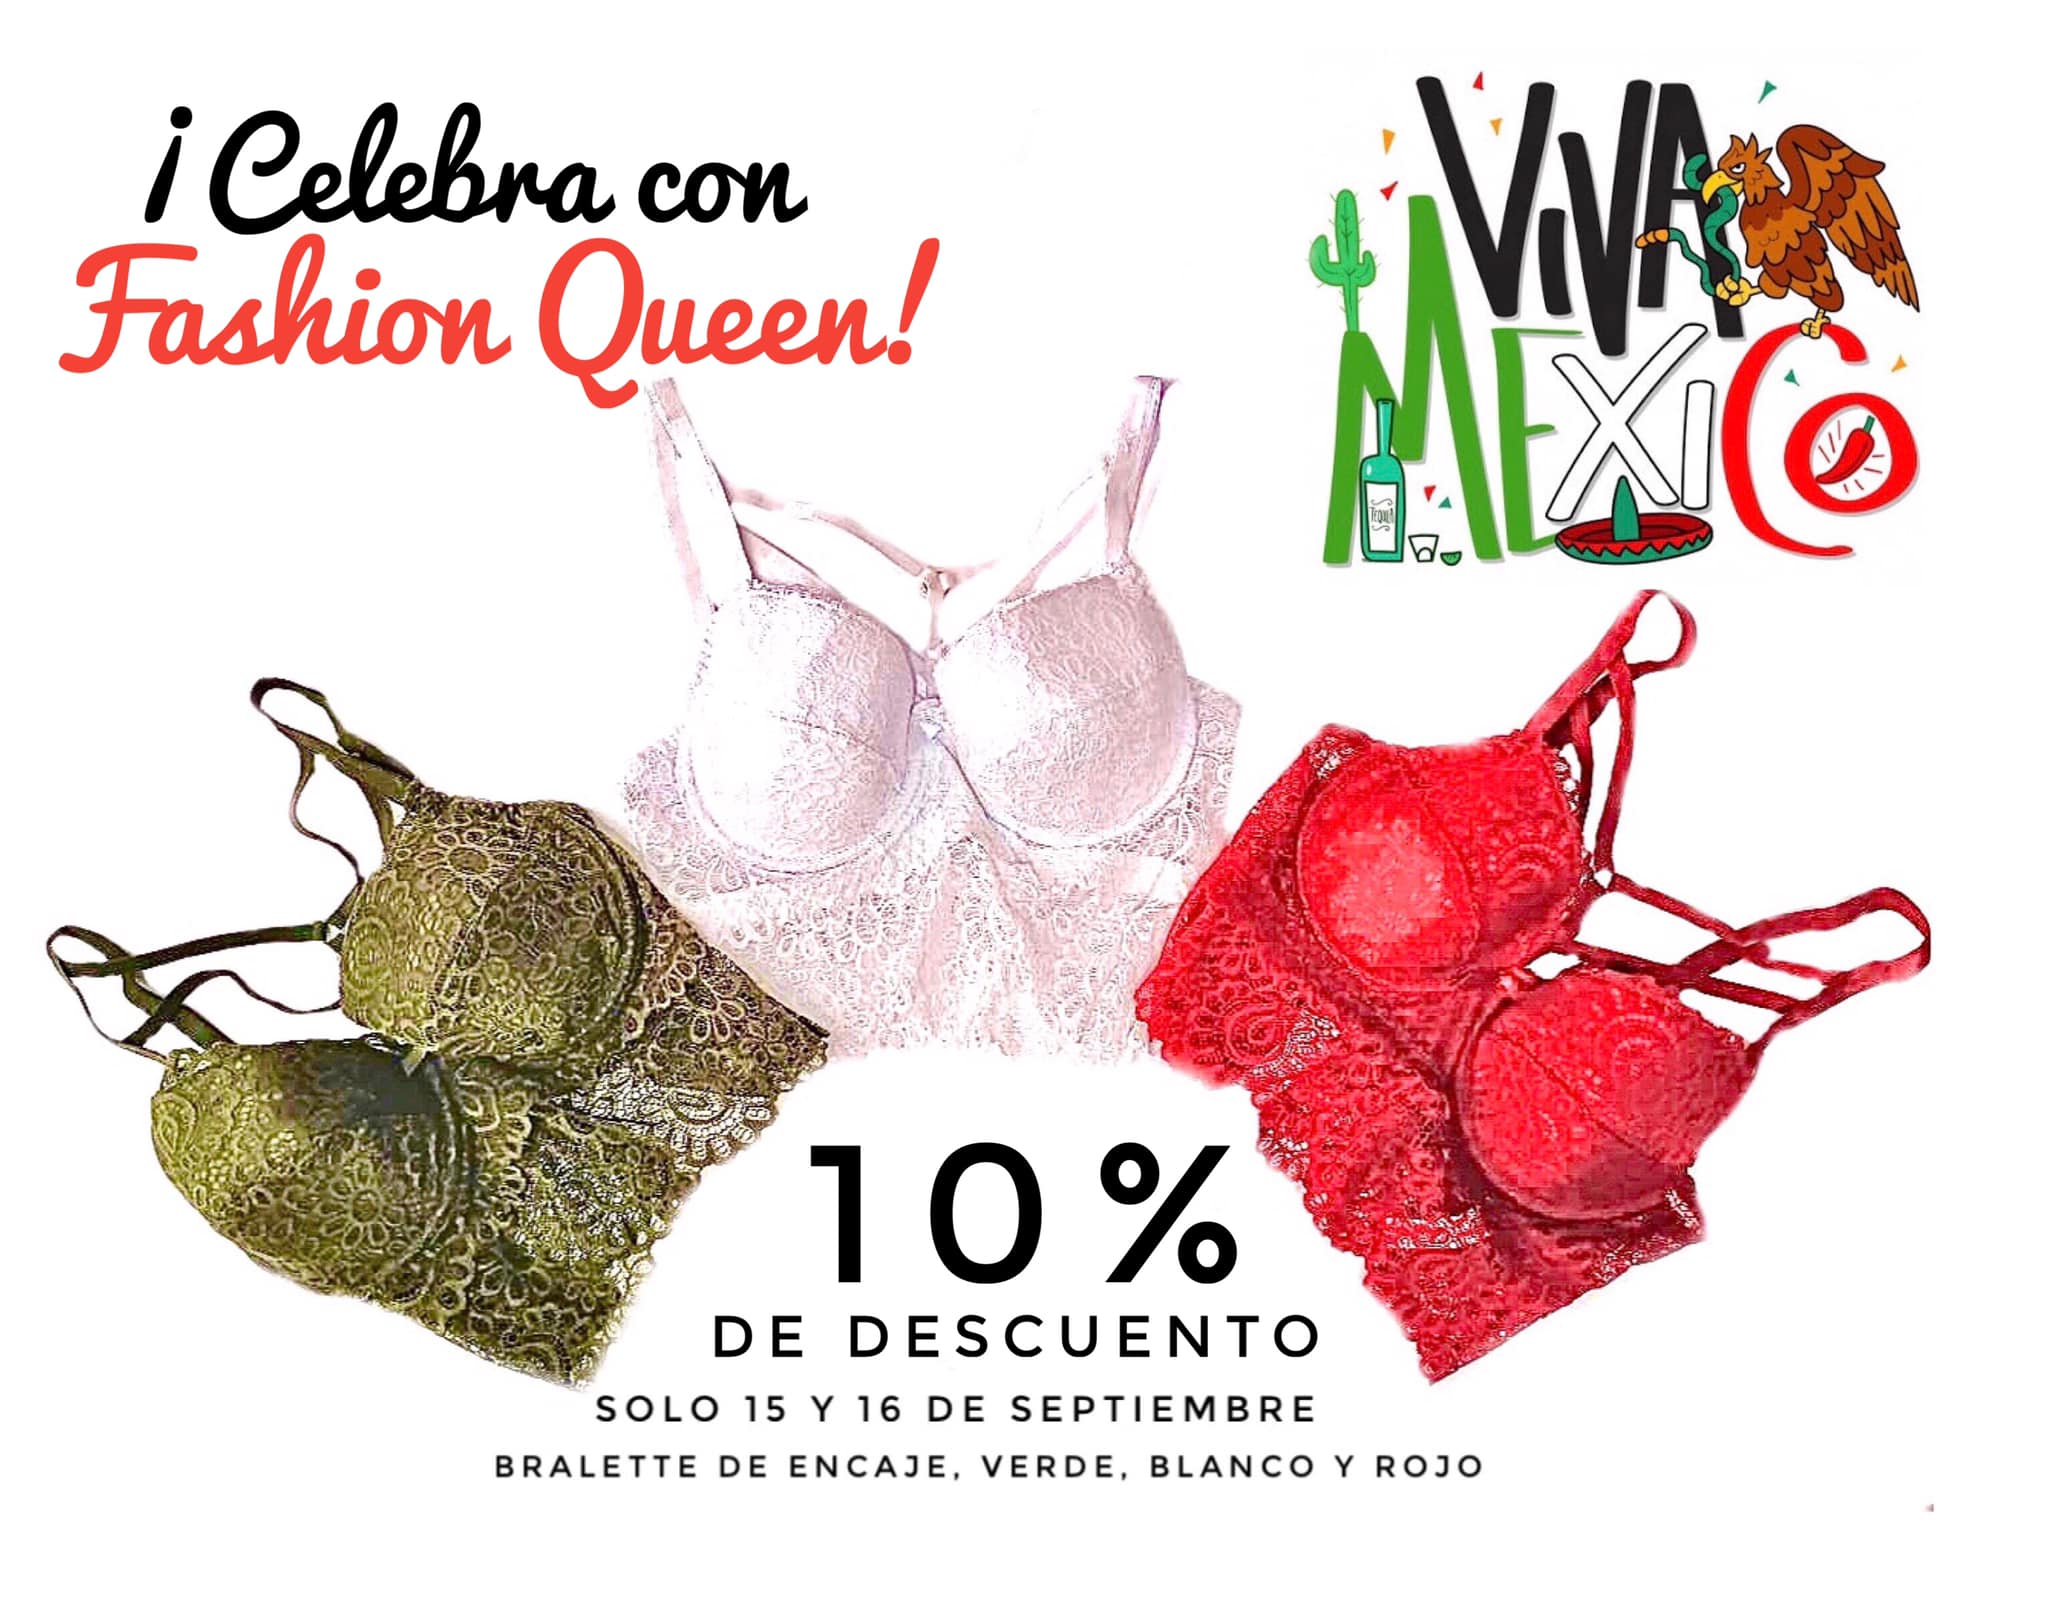 ¡Celebra con
Fashion Queen!
VIVA
MEXICO
TEQUILA
10%
DE DESCUENTO
SOLO 15 Y 16 DE SEPTIEMBRE
BRALETTE DE ENCAJE, VERDE, BLANCO Y ROJO